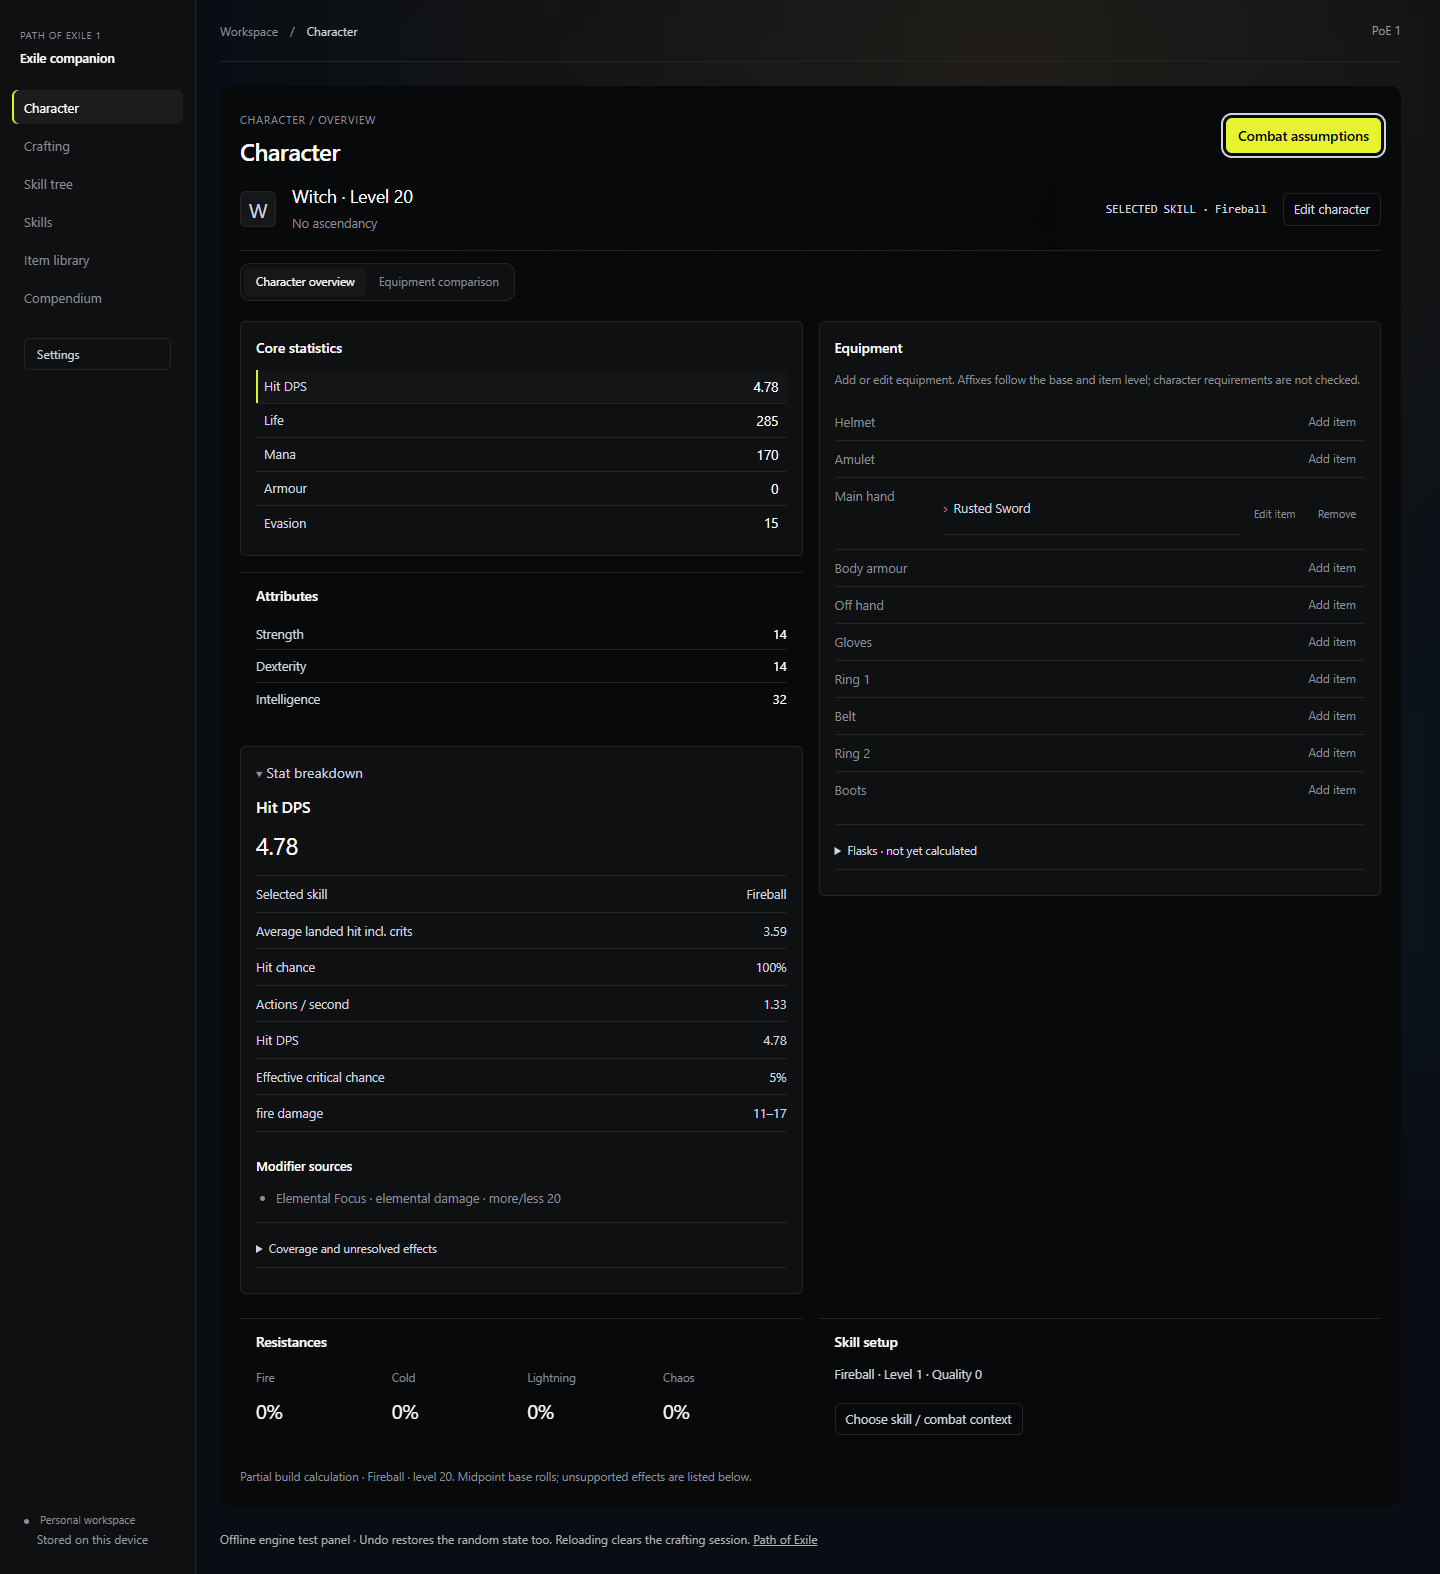 PATH OF EXILE 1
Exile companion
Character
Crafting
Skill tree
Skills
Item library
Compendium
Settings
Personal workspace
Stored on this device
Workspace / Character
PoE 1
CHARACTER / OVERVIEW
Character
Combat assumptions
W
Witch · Level 20
No ascendancy
SELECTED SKILL · Fireball
Edit character
Character overview
Equipment comparison
Core statistics
Hit DPS 4.78
Life 285
Mana 170
Armour 0
Evasion 15
Attributes
Strength 14
Dexterity 14
Intelligence 32
Stat breakdown
Hit DPS
4.78
Selected skill Fireball
Average landed hit incl. crits 3.59
Hit chance 100%
Actions / second 1.33
Hit DPS 4.78
Effective critical chance 5%
fire damage 11–17
Modifier sources
Elemental Focus · elemental damage · more/less 20
Coverage and unresolved effects
Equipment
Add or edit equipment. Affixes follow the base and item level; character requirements are not checked.
Helmet Add item
Amulet Add item
Main hand › Rusted Sword Edit item Remove
Body armour Add item
Off hand Add item
Gloves Add item
Ring 1 Add item
Belt Add item
Ring 2 Add item
Boots Add item
Flasks · not yet calculated
Resistances
Fire Cold Lightning Chaos
0% 0% 0% 0%
Skill setup
Fireball · Level 1 · Quality 0
Choose skill / combat context
Partial build calculation · Fireball · level 20. Midpoint base rolls; unsupported effects are listed below.
Offline engine test panel · Undo restores the random state too. Reloading clears the crafting session. Path of Exile